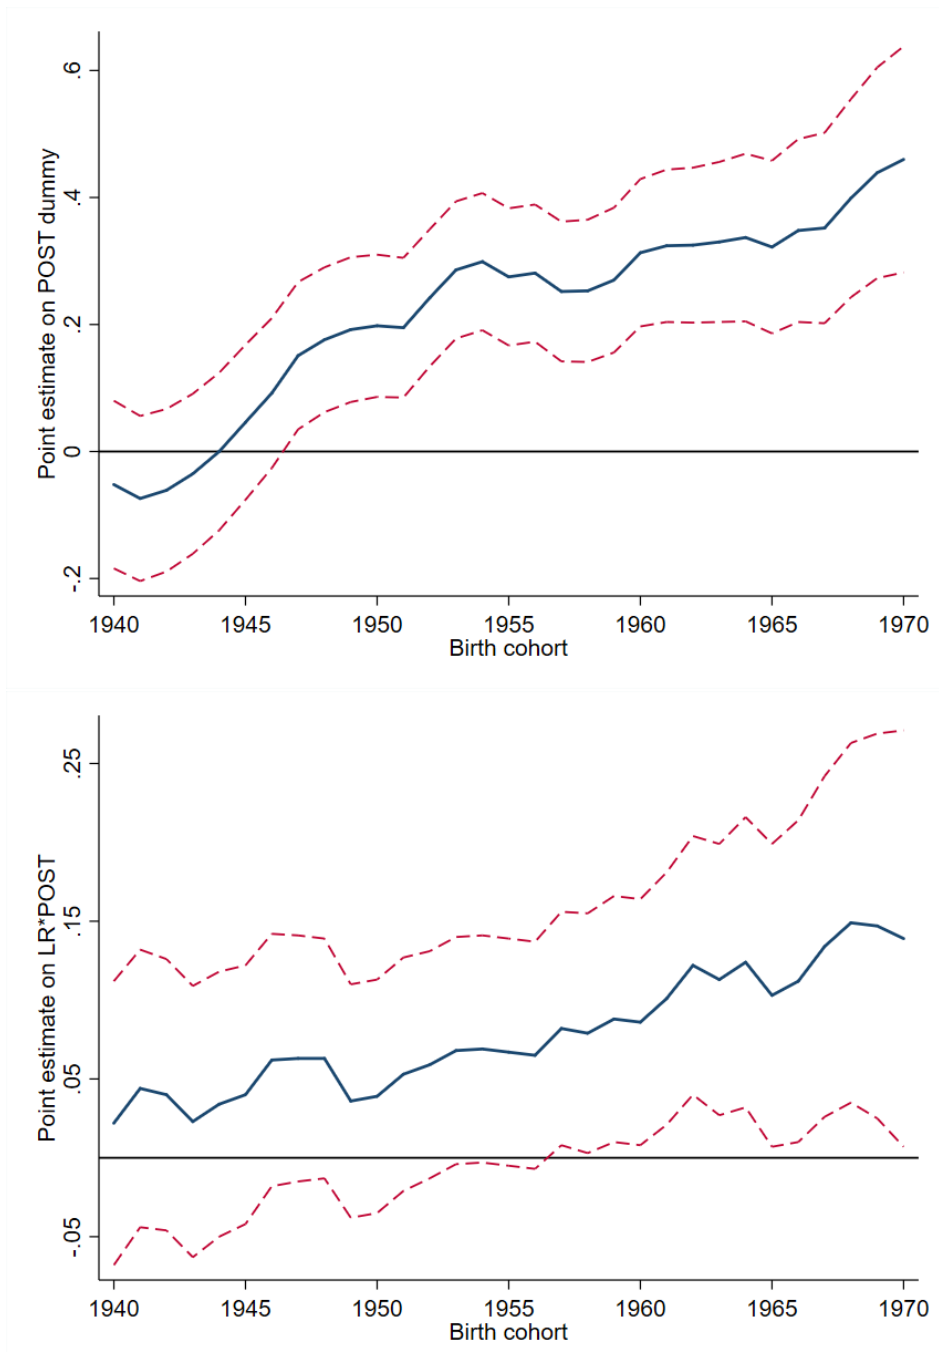 Point estimate on POST dummy
.6
.4
.2
0
-.2
1940 1945 1950 1955 1960 1965 1970
Birth cohort
Point estimate on LR*POST
.25
.15
.05
-.05
1940 1945 1950 1955 1960 1965 1970
Birth cohort